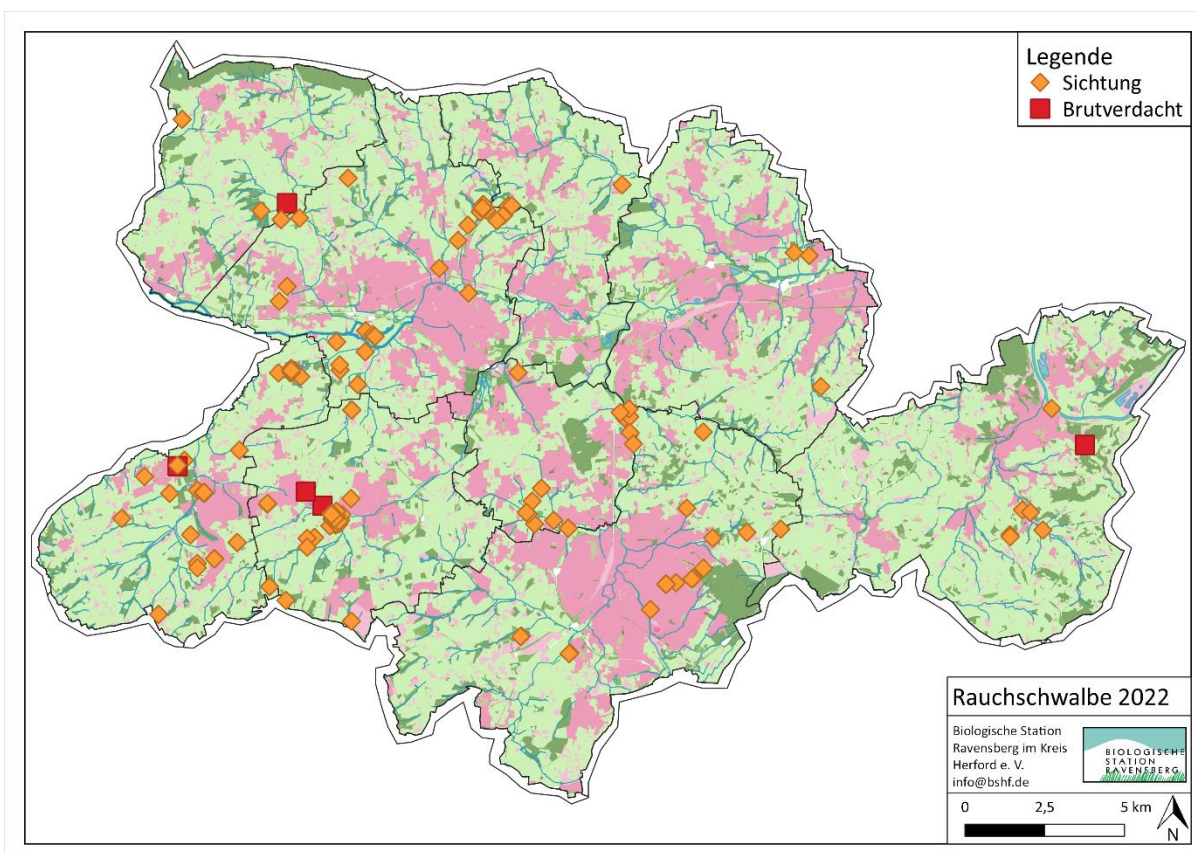 Legende
Sichtung
Brutverdacht
Rauchschwalbe 2022
Biologische Station
Ravensberg im Kreis
Herford e. V.
info@bshf.de
BIOLOGISCHE
STATION
RAVENSBERG
0 2,5 5 km
N